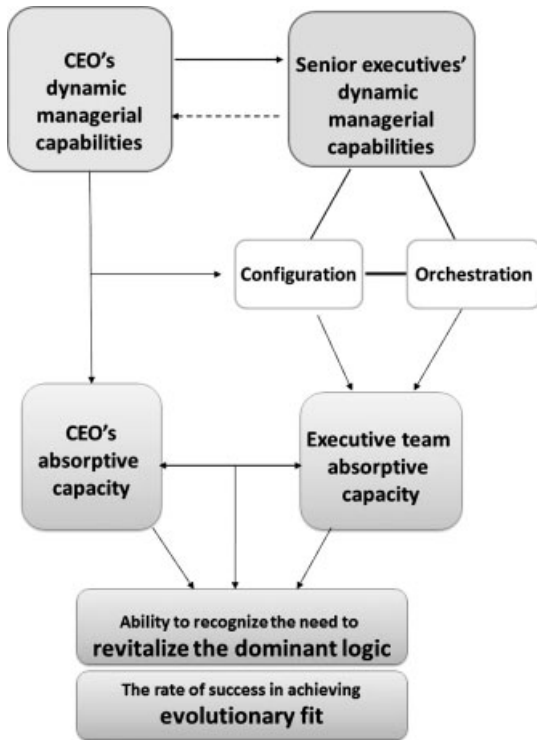 CEO's
dynamic
managerial
capabilities
Senior executives'
dynamic
managerial
capabilities
Configuration
Orchestration
CEO's
absorptive
capacity
Executive team
absorptive
capacity
Ability to recognize the need to
revitalize the dominant logic
The rate of success in achieving
evolutionary fit